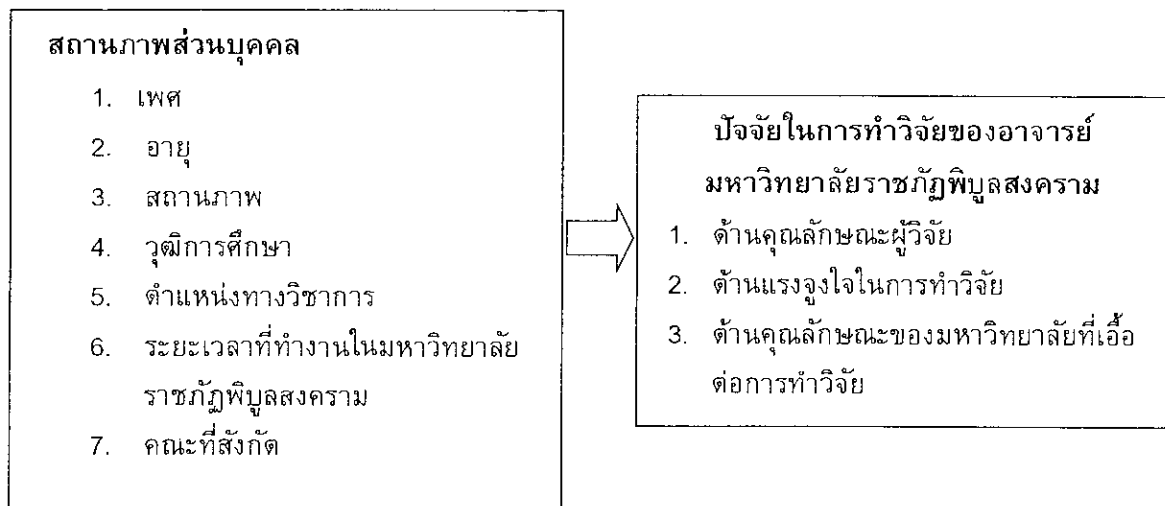 สถานภาพส่วนบุคคล
1. เพศ
2. อายุ
3. สถานภาพ
4. วุฒิการศึกษา
5. ตำแหน่งทางวิชาการ
6. ระยะเวลาที่ทำงานในมหาวิทยาลัย
ราชภัฏพิบูลสงคราม
7. คณะที่สังกัด
ปัจจัยในการทำวิจัยของอาจารย์
มหาวิทยาลัยราชภัฏพิบูลสงคราม
1. ด้านคุณลักษณะผู้วิจัย
2. ด้านแรงจูงใจในการทำวิจัย
3. ด้านคุณลักษณะของมหาวิทยาลัยที่เอื้อ
ต่อการทำวิจัย